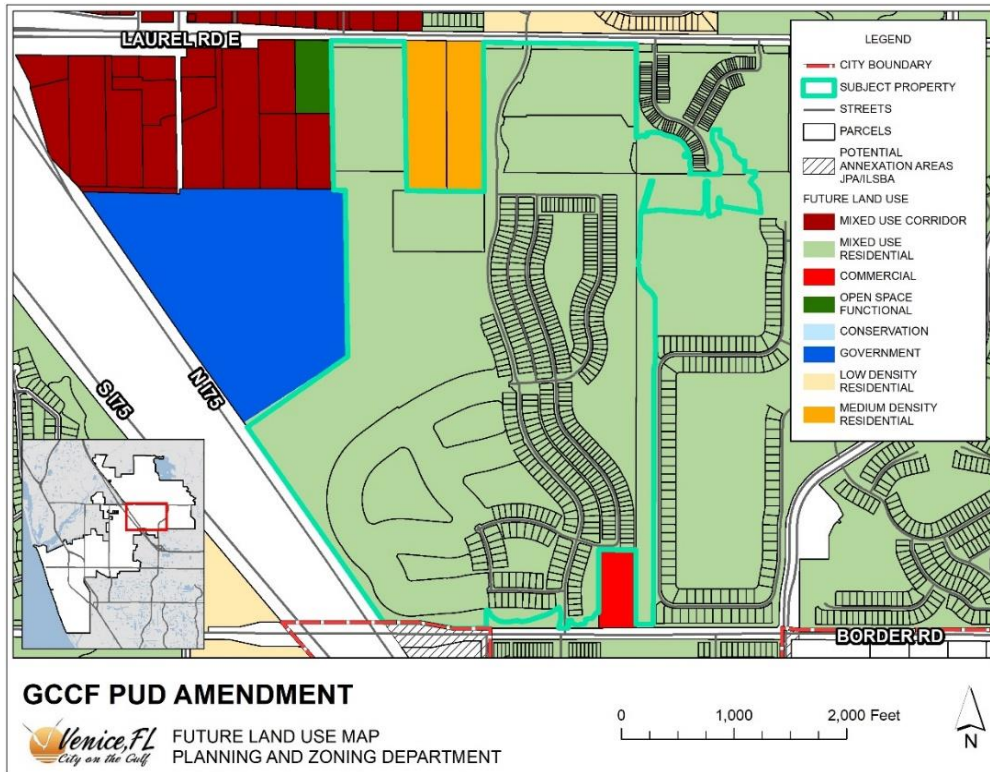 LAUREL RD E
LEGEND
CITY BOUNDARY
SUBJECT PROPERTY
STREETS
PARCELS
POTENTIAL
ANNEXATION AREAS
JPA/ILSBA
FUTURE LAND USE
MIXED USE CORRIDOR
MIXED USE
RESIDENTIAL
COMMERCIAL
OPEN SPACE
FUNCTIONAL
CONSERVATION
GOVERNMENT
LOW DENSITY
RESIDENTIAL
MEDIUM DENSITY
RESIDENTIAL
S I75
N I75
BORDER RD
GCCF PUD AMENDMENT
Venice, FL
City on the Gulf
FUTURE LAND USE MAP
PLANNING AND ZONING DEPARTMENT
0 1,000 2,000 Feet
N